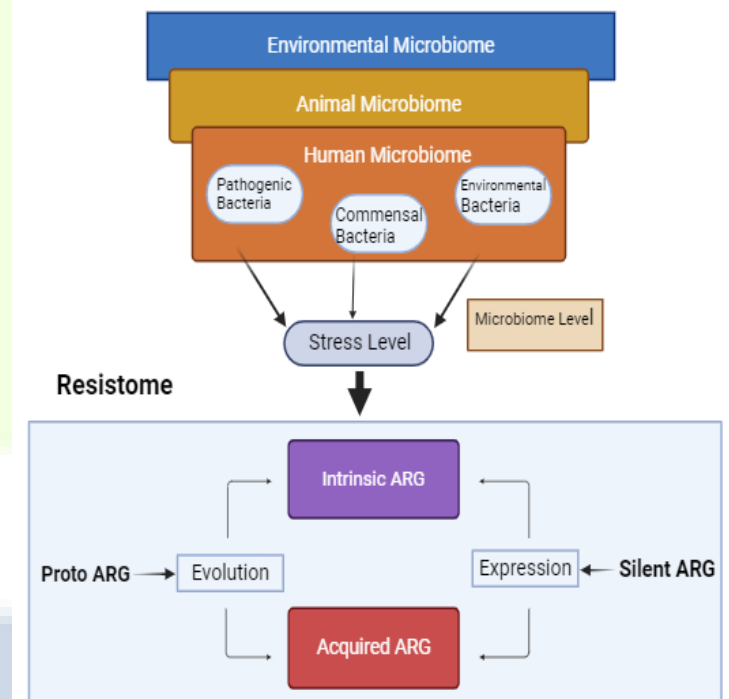 Environmental Microbiome
Animal Microbiome
Human Microbiome
Pathogenic
Bacteria
Commensal
Bacteria
Environmental
Bacteria
Stress Level
Microbiome Level
Resistome
Intrinsic ARG
Proto ARG
Evolution
Expression
Silent ARG
Acquired ARG